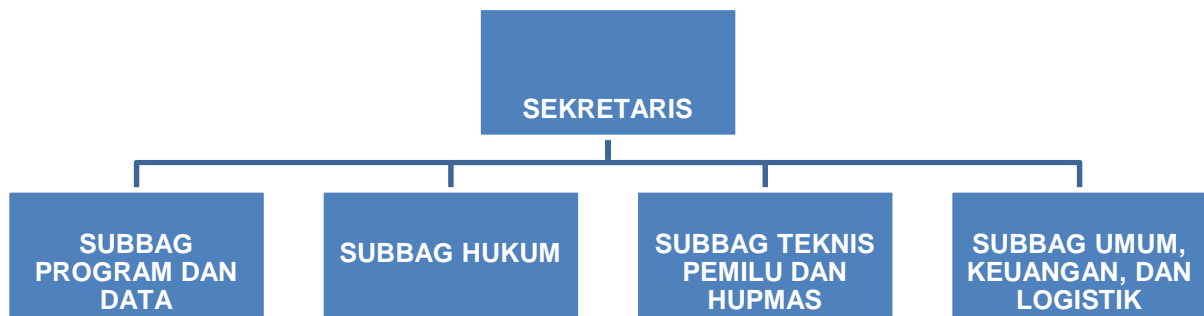 SEKRETARIS
SUBBAG
PROGRAM DAN
DATA
SUBBAG HUKUM
SUBBAG TEKNIS
PEMILU DAN
HUPMAS
SUBBAG UMUM,
KEUANGAN, DAN
LOGISTIK